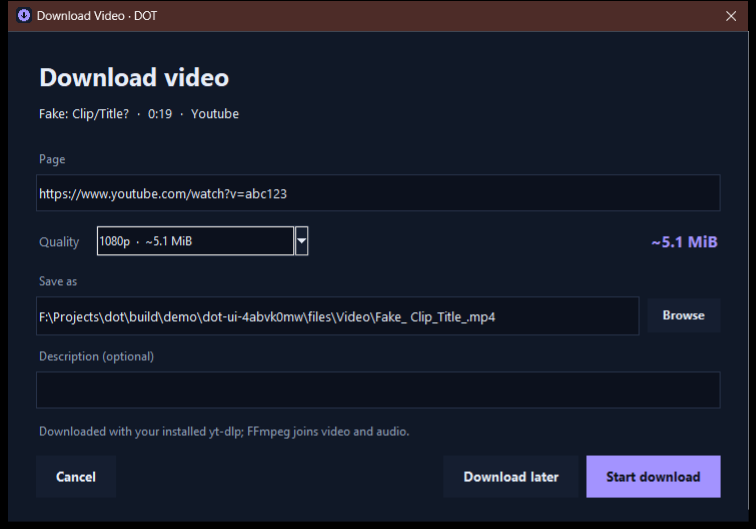 Download Video · DOT
Download video
Fake: Clip/Title? · 0:19 · Youtube
Page
https://www.youtube.com/watch?v=abc123
Quality 1080p · ~5.1 MiB ~5.1 MiB
Save as
F:\Projects\dot\build\demo\dot-ui-4abvk0mw\files\Video\Fake_ Clip_Title_.mp4 Browse
Description (optional)
Downloaded with your installed yt-dlp; FFmpeg joins video and audio.
Cancel Download later Start download